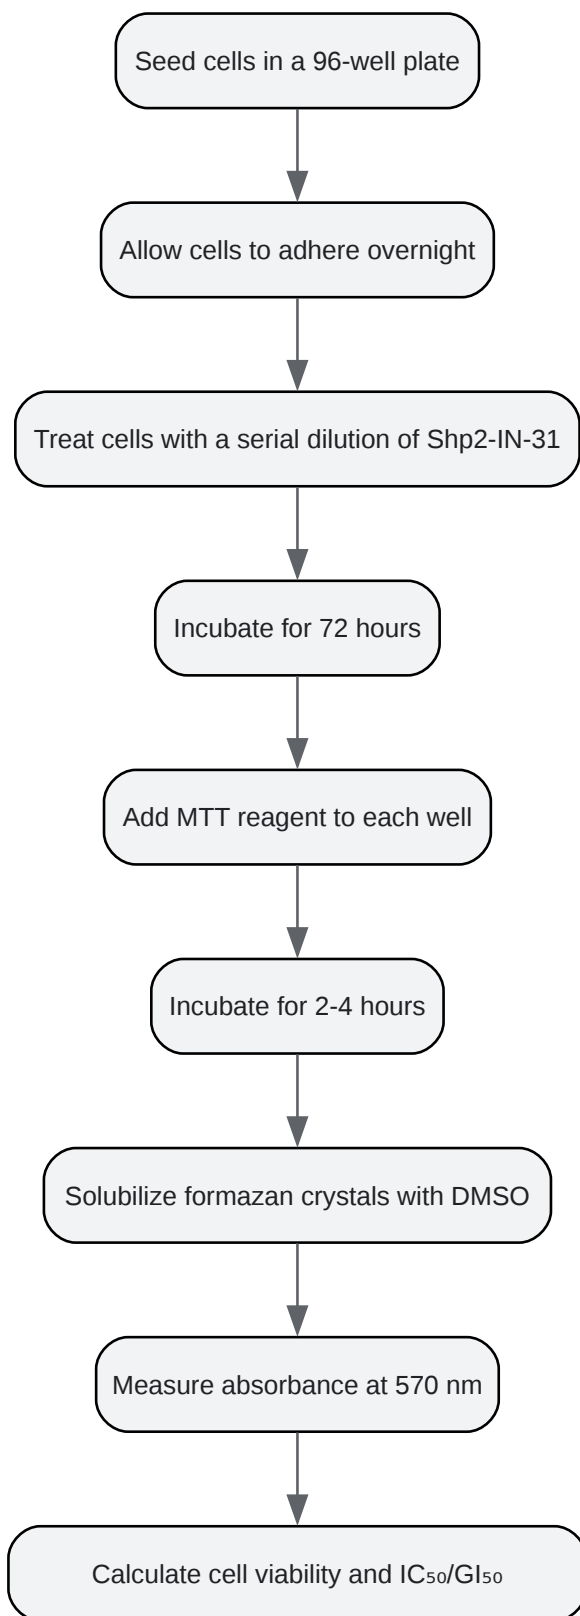 Seed cells in a 96-well plate
Allow cells to adhere overnight
Treat cells with a serial dilution of Shp2-IN-31
Incubate for 72 hours
Add MTT reagent to each well
Incubate for 2-4 hours
Solubilize formazan crystals with DMSO
Measure absorbance at 570 nm
Calculate cell viability and IC₅₀/GI₅₀